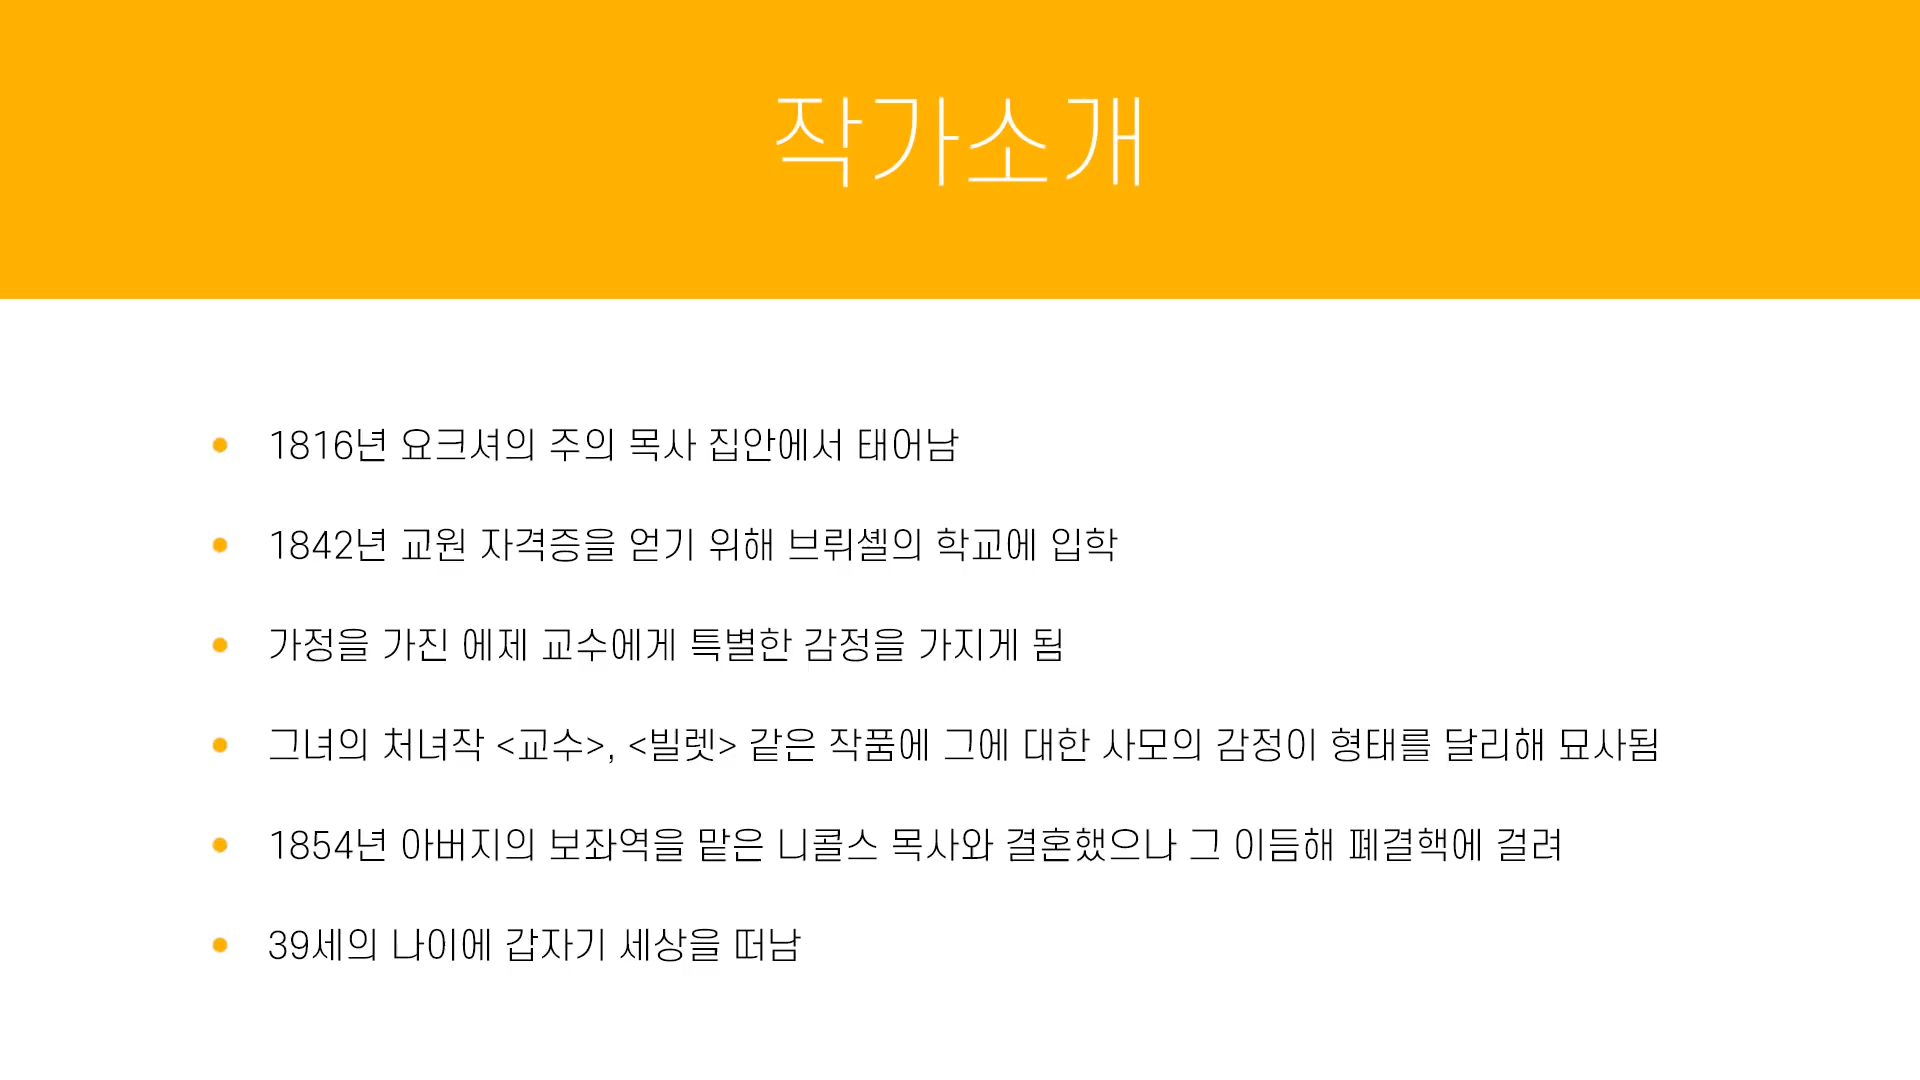 작가소개
1816년 요크셔의 주의 목사 집안에서 태어남
1842년 교원 자격증을 얻기 위해 브뤼셀의 학교에 입학
가정을 가진 에제 교수에게 특별한 감정을 가지게 됨
그녀의 처녀작 <교수>, <빌렛> 같은 작품에 그에 대한 사모의 감정이 형태를 달리해 묘사됨
1854년 아버지의 보좌역을 맡은 니콜스 목사와 결혼했으나 그 이듬해 폐결핵에 걸려
39세의 나이에 갑자기 세상을 떠남